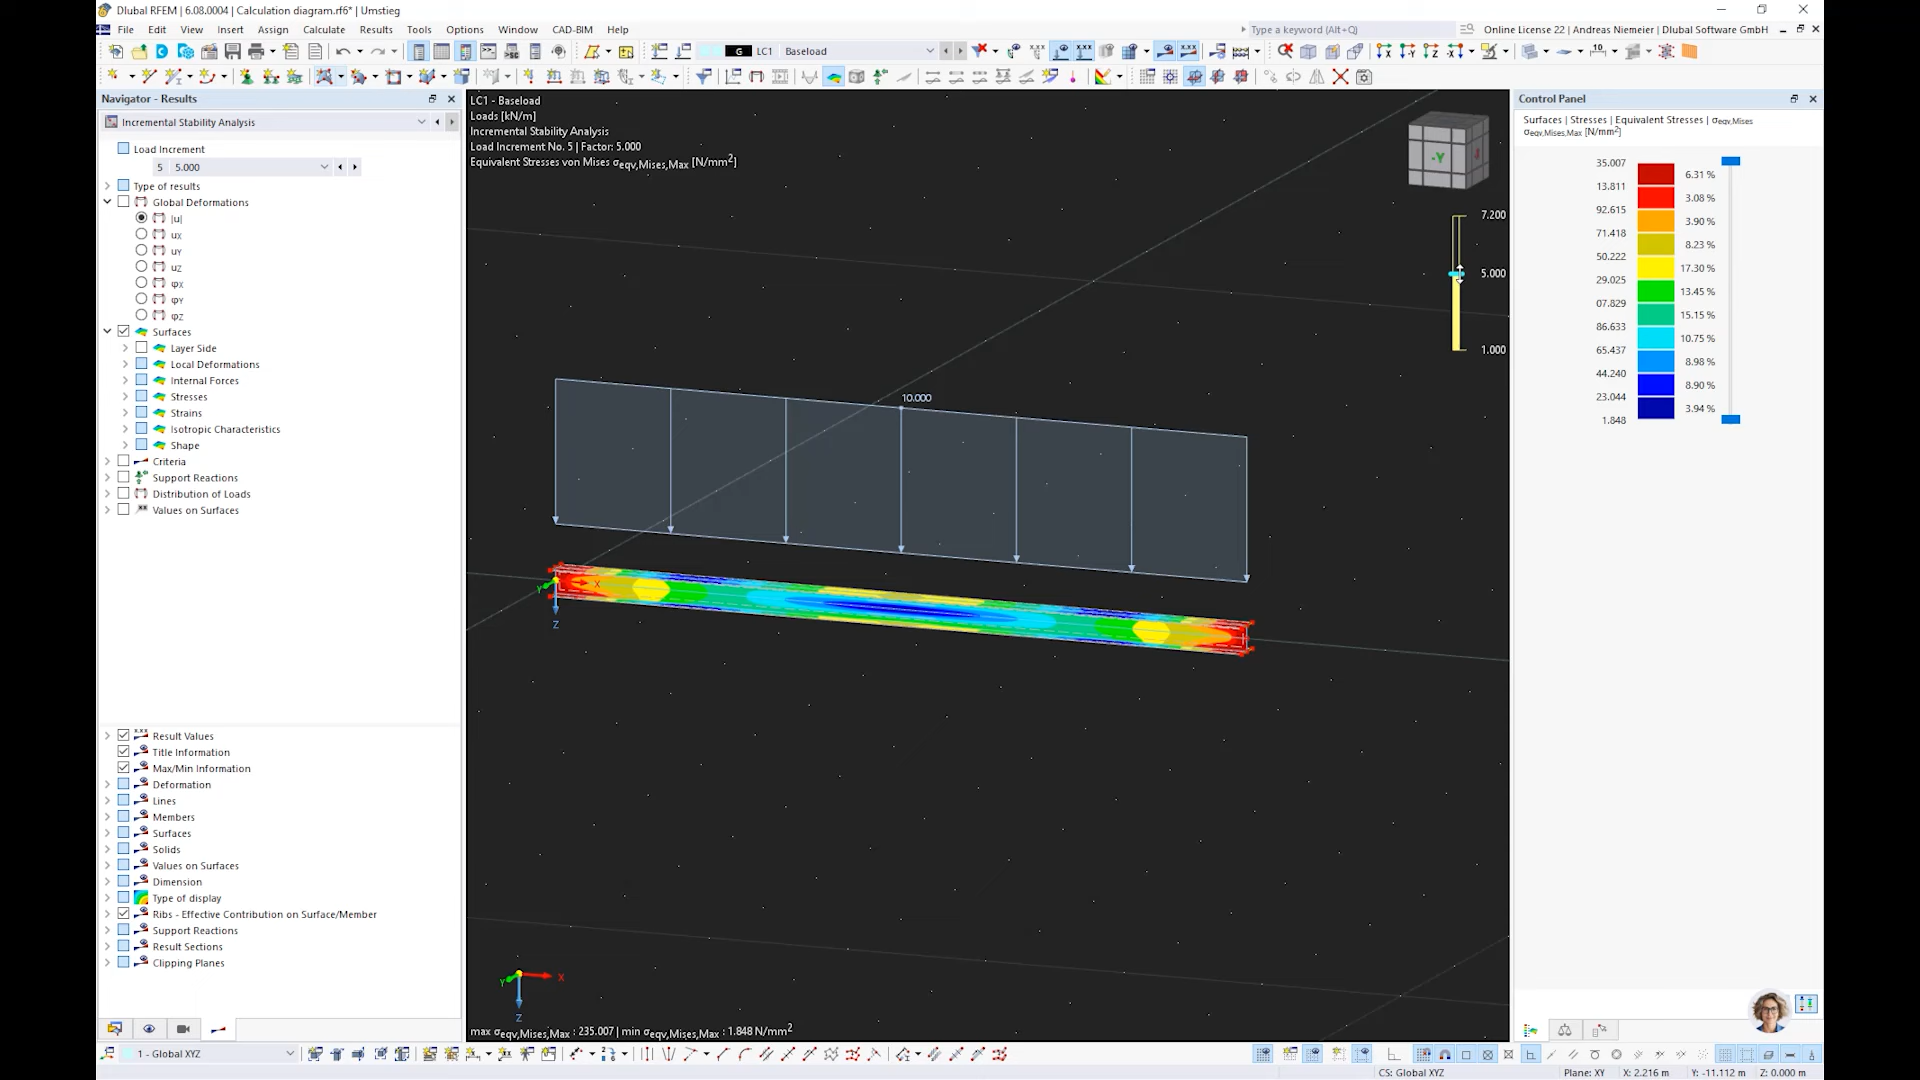 Dlubal RFEM | 6.08.0004 | Calculation diagram.rf6* | Umstieg
File Edit View Insert Assign Calculate Results Tools Options Window CAD-BIM Help
Type a keyword (Alt+Q)
Online License 22 | Andreas Niemeier | Dlubal Software GmbH
G LC1 Baseload
Navigator - Results
Incremental Stability Analysis
Load Increment
5 5.000
Type of results
Global Deformations
|u|
uX
uY
uZ
φX
φY
φZ
Surfaces
Layer Side
Local Deformations
Internal Forces
Stresses
Strains
Isotropic Characteristics
Shape
Criteria
Support Reactions
Distribution of Loads
Values on Surfaces
Result Values
Title Information
Max/Min Information
Deformation
Lines
Members
Surfaces
Solids
Values on Surfaces
Dimension
Type of display
Ribs - Effective Contribution on Surface/Member
Support Reactions
Result Sections
Clipping Planes
LC1 - Baseload
Loads [kN/m]
Incremental Stability Analysis
Load Increment No. 5 | Factor: 5.000
Equivalent Stresses von Mises σeqv,Mises,Max [N/mm²]
-Y
7.200
5.000
1.000
10.000
X
Y
Z
X
Y
Z
max σeqv,Mises,Max : 235.007 | min σeqv,Mises,Max : 1.848 N/mm²
Control Panel
Surfaces | Stresses | Equivalent Stresses | σeqv,Mises
σeqv,Mises,Max [N/mm²]
35.007
6.31 %
13.811
3.08 %
92.615
3.90 %
71.418
8.23 %
50.222
17.30 %
29.025
13.45 %
07.829
15.15 %
86.633
10.75 %
65.437
8.98 %
44.240
8.90 %
23.044
3.94 %
1.848
1 - Global XYZ
CS: Global XYZ
Plane: XY
X: 2.216 m
Y: -11.112 m
Z: 0.000 m